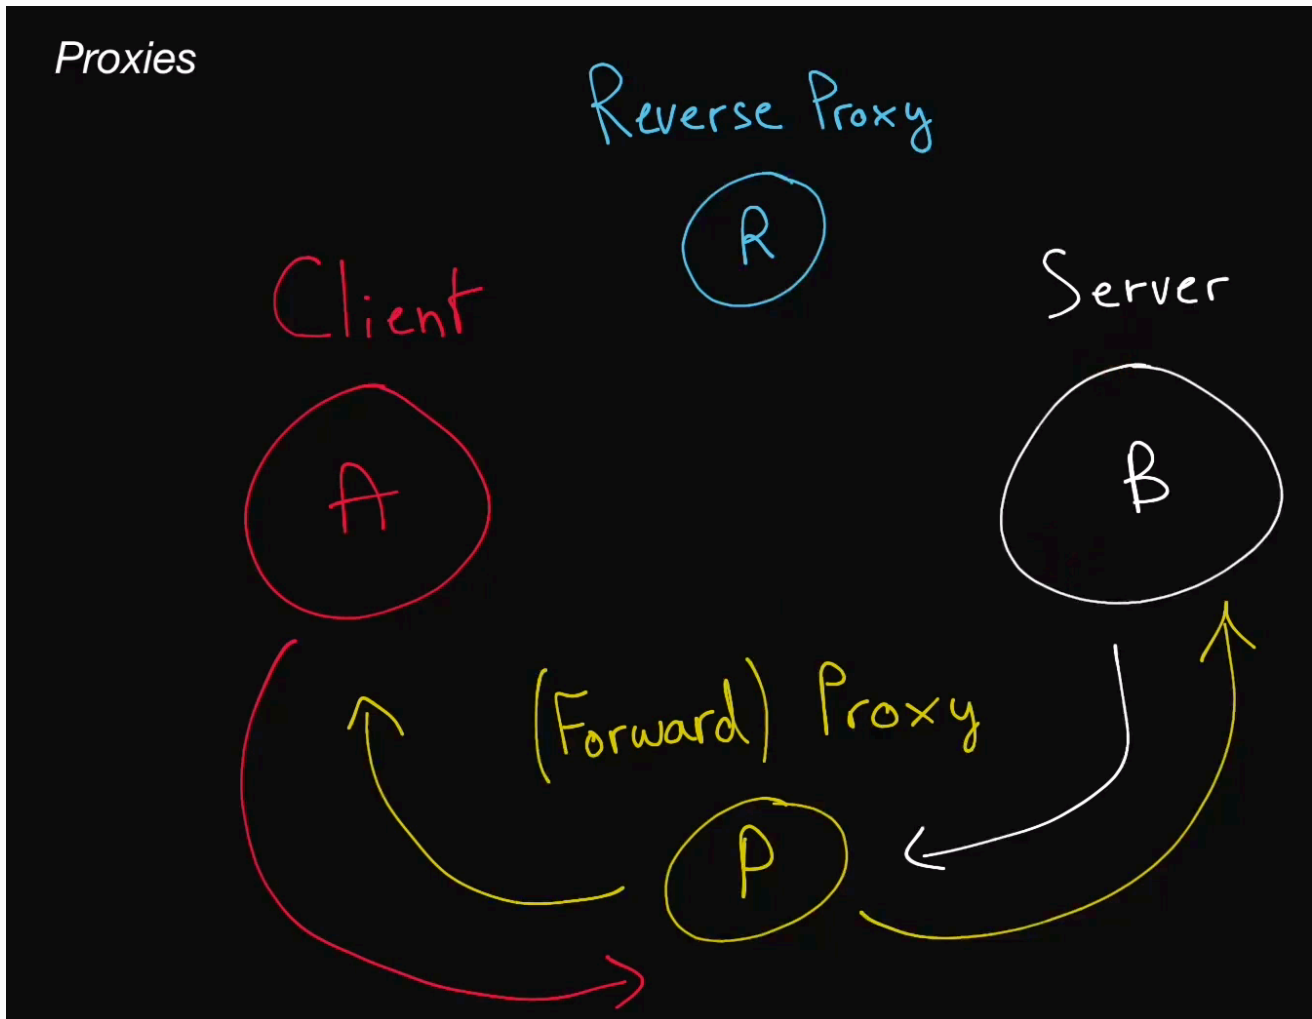 Proxies
Reverse Proxy
R
Client
Server
A
B
(Forward) Proxy
P